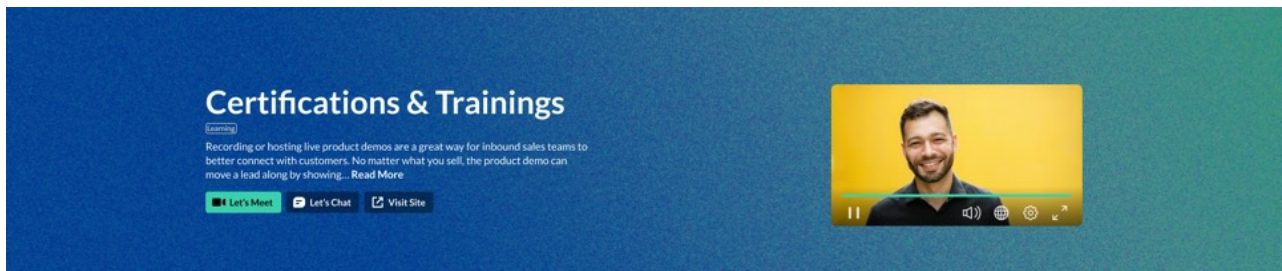 Certifications & Trainings
Learning
Recording or hosting live product demos are a great way for inbound sales teams to
better connect with customers. No matter what you sell, the product demo can
move a lead along by showing... Read More
Let's Meet
Let's Chat
Visit Site